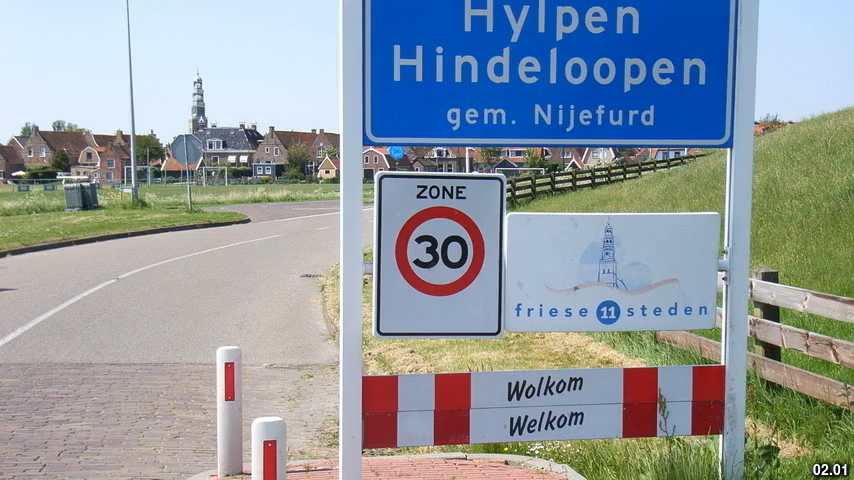 Hylpen
Hindeloopen
gem. Nijefurd
ZONE
30
friese 11 steden
Wolkom
Welkom
02.01